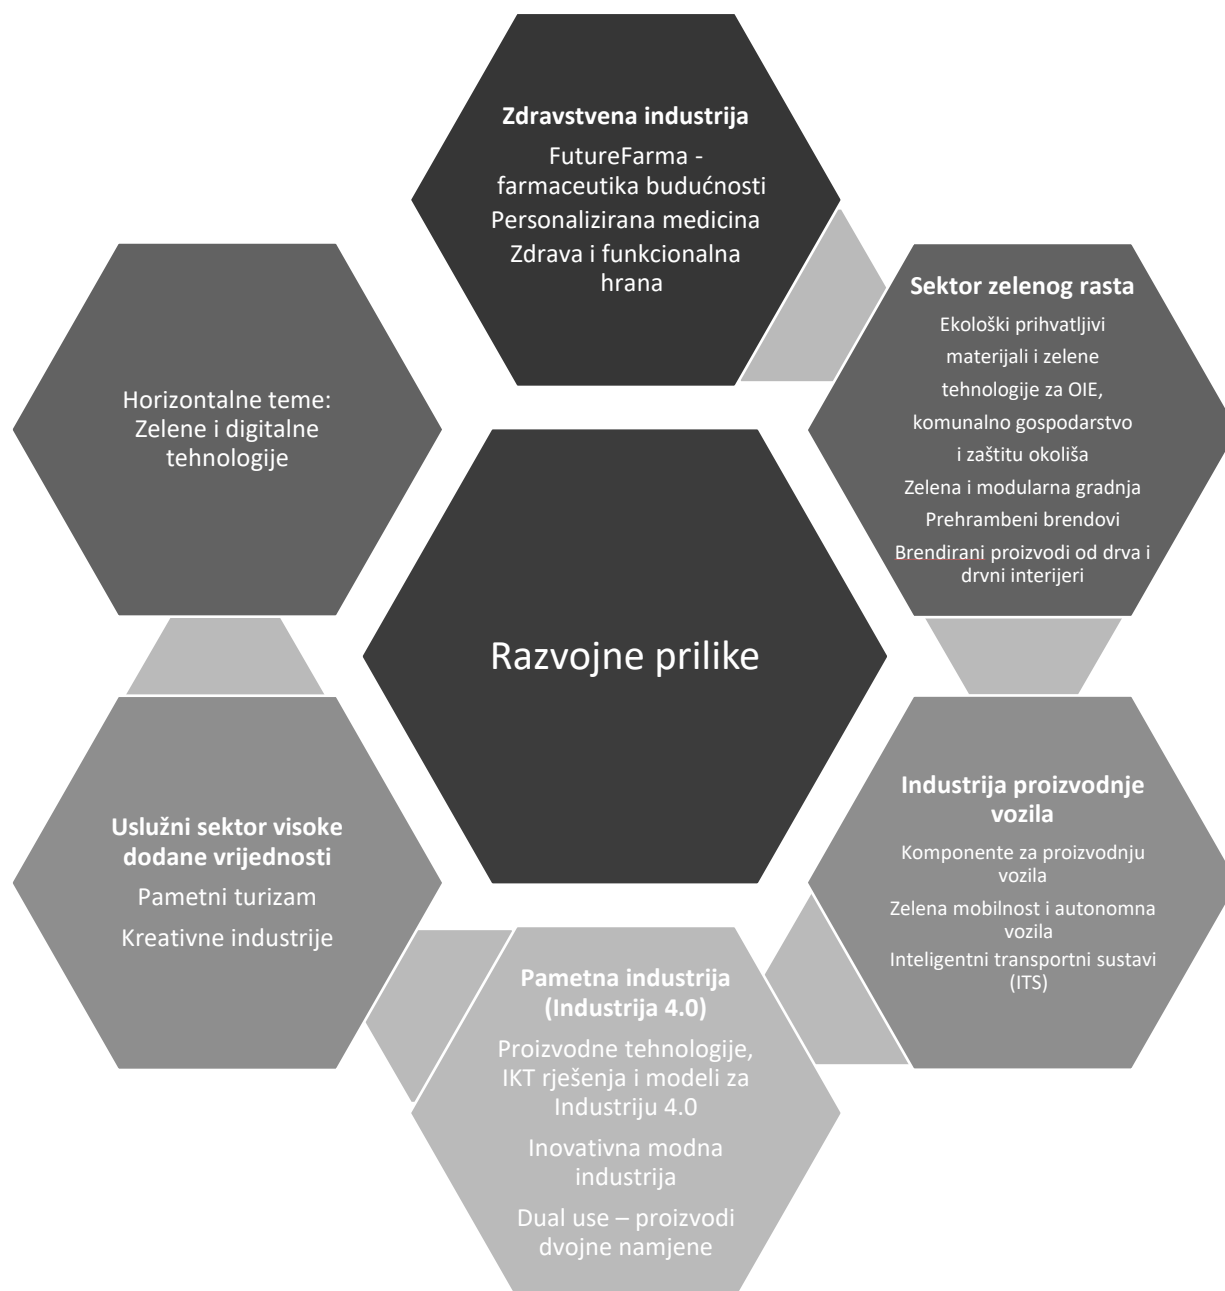 Zdravstvena industrija
FutureFarma -
farmaceutika budućnosti
Personalizirana medicina
Zdrava i funkcionalna
hrana
Sektor zelenog rasta
Ekološki prihvatljivi
materijali i zelene
tehnologije za OIE,
komunalno gospodarstvo
i zaštitu okoliša
Zelena i modularna gradnja
Prehrambeni brendovi
Brendirani proizvodi od drva i
drvni interijeri
Industrija proizvodnje
vozila
Komponente za proizvodnju
vozila
Zelena mobilnost i autonomna
vozila
Inteligentni transportni sustavi
(ITS)
Pametna industrija
(Industrija 4.0)
Proizvodne tehnologije,
IKT rješenja i modeli za
Industriju 4.0
Inovativna modna
industrija
Dual use – proizvodi
dvojne namjene
Uslužni sektor visoke
dodane vrijednosti
Pametni turizam
Kreativne industrije
Horizontalne teme:
Zelene i digitalne
tehnologije
Razvojne prilike